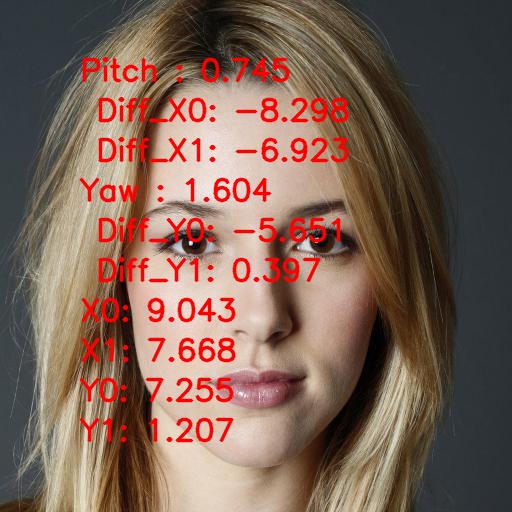 Pitch : 0.745
Diff_X0: -8.298
Diff_X1: -6.923
Yaw : 1.604
Diff_Y0: -5.651
Diff_Y1: 0.397
X0: 9.043
X1: 7.668
Y0: 7.255
Y1: 1.207